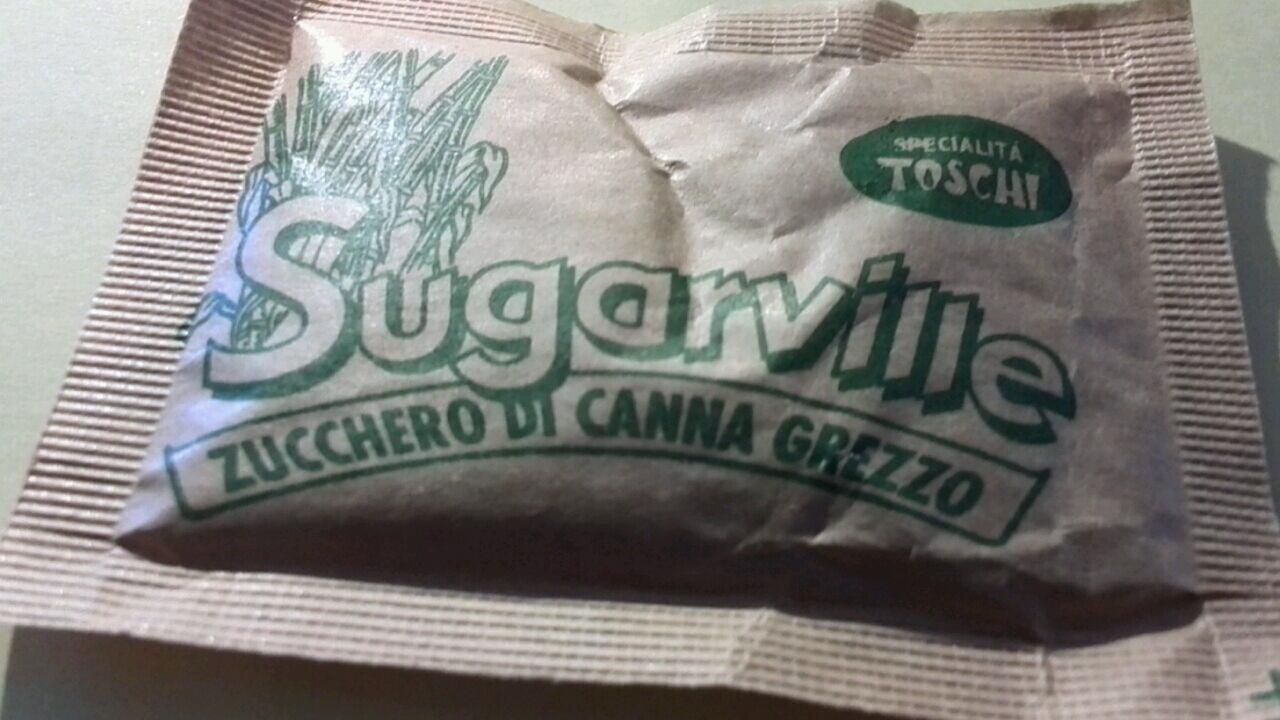 SPECIALITÀ
TOSCHI
Sugarville
ZUCCHERO DI CANNA GREZZO